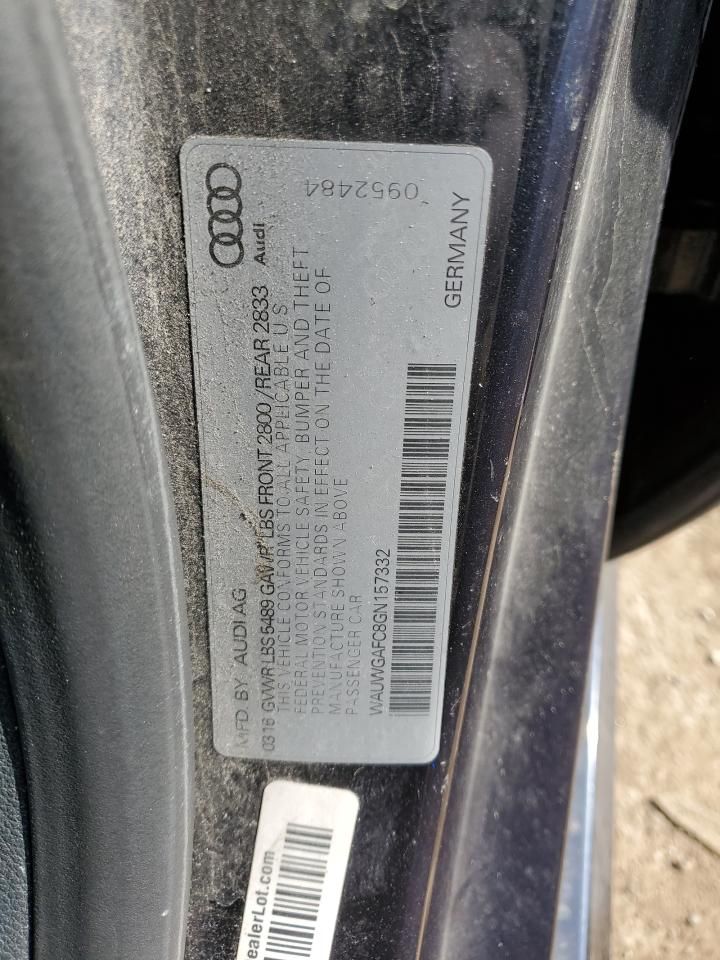 MFD. BY. AUDI AG
0316 GVWR LBS 5489 GAWR LBS FRONT 2800 / REAR 2833
THIS VEHICLE CONFORMS TO ALL APPLICABLE U S
FEDERAL MOTOR VEHICLE SAFETY, BUMPER AND THEFT
PREVENTION STANDARDS IN EFFECT ON THE DATE OF
MANUFACTURE SHOWN ABOVE
PASSENGER CAR
WAUWGAFC8GN157332
Audi
0952484
GERMANY
ealerLot.com